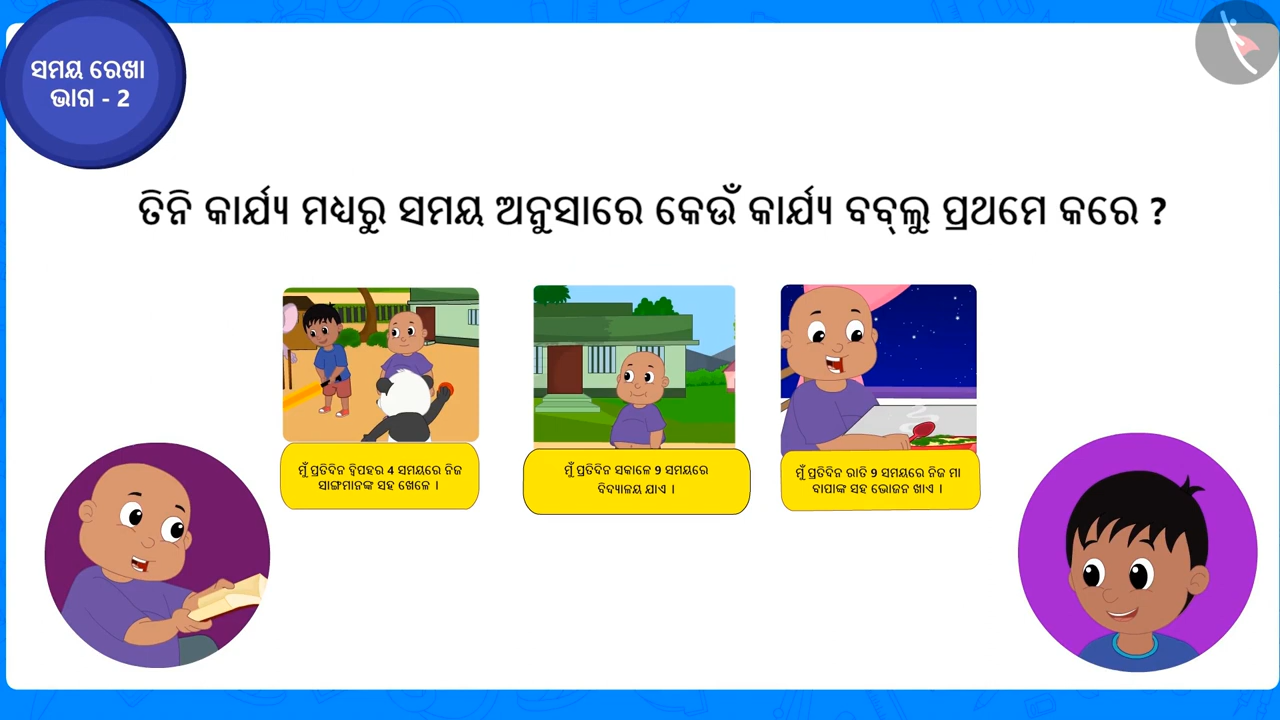 ସମୟ ରେଖା
ଭାଗ - 2
ତିନି କାର୍ଯ୍ୟ ମଧ୍ୟରୁ ସମୟ ଅନୁସାରେ କେଉଁ କାର୍ଯ୍ୟ ବବ୍‌ଲୁ ପ୍ରଥମେ କରେ ?
ମୁଁ ପ୍ରତିଦିନ ଦ୍ୱିପହର 4 ସମୟରେ ନିଜ
ସାଙ୍ଗମାନଙ୍କ ସହ ଖେଳେ ।
ମୁଁ ପ୍ରତିଦିନ ସକାଳେ 9 ସମୟରେ
ବିଦ୍ୟାଳୟ ଯାଏ ।
ମୁଁ ପ୍ରତିଦିନ ରାତି 9 ସମୟରେ ନିଜ ମା
ବାପାଙ୍କ ସହ ଭୋଜନ ଖାଏ ।